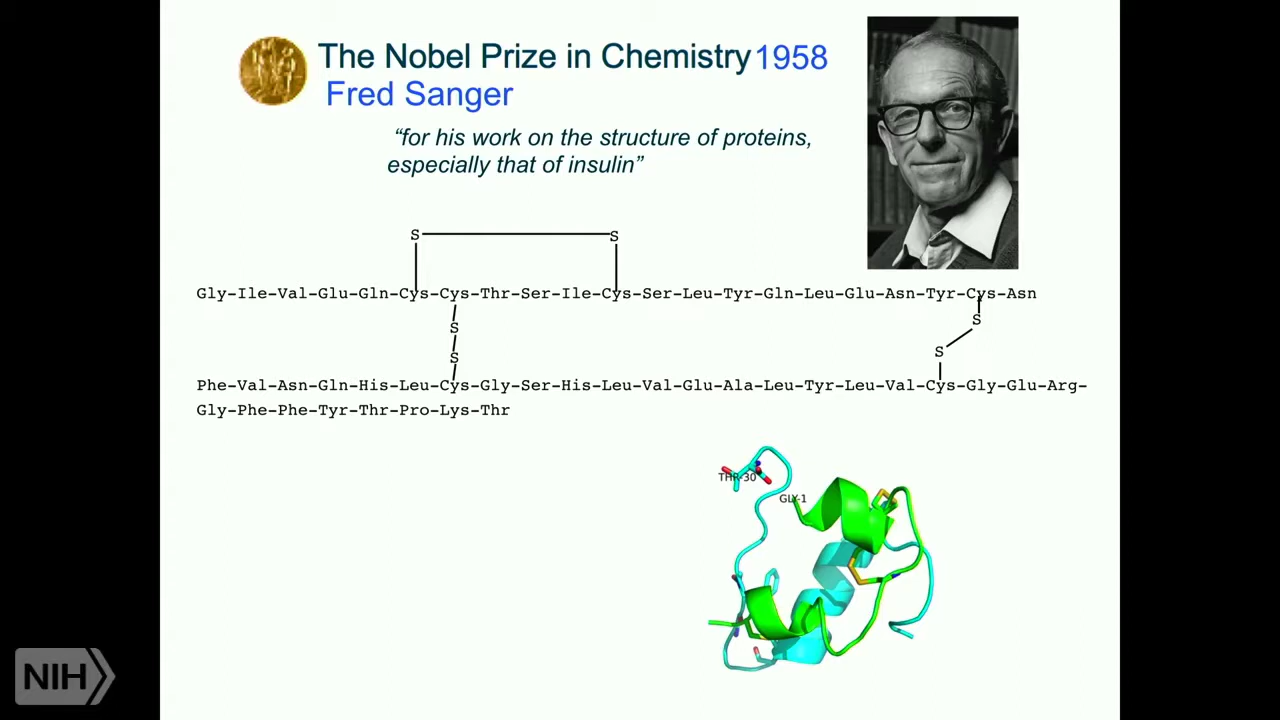 The Nobel Prize in Chemistry 1958
Fred Sanger
“for his work on the structure of proteins,
especially that of insulin”
S S
Gly-Ile-Val-Glu-Gln-Cys-Cys-Thr-Ser-Ile-Cys-Ser-Leu-Tyr-Gln-Leu-Glu-Asn-Tyr-Cys-Asn
S
S
S
S
Phe-Val-Asn-Gln-His-Leu-Cys-Gly-Ser-His-Leu-Val-Glu-Ala-Leu-Tyr-Leu-Val-Cys-Gly-Glu-Arg-
Gly-Phe-Phe-Tyr-Thr-Pro-Lys-Thr
THR-30
GLY-1
NIH